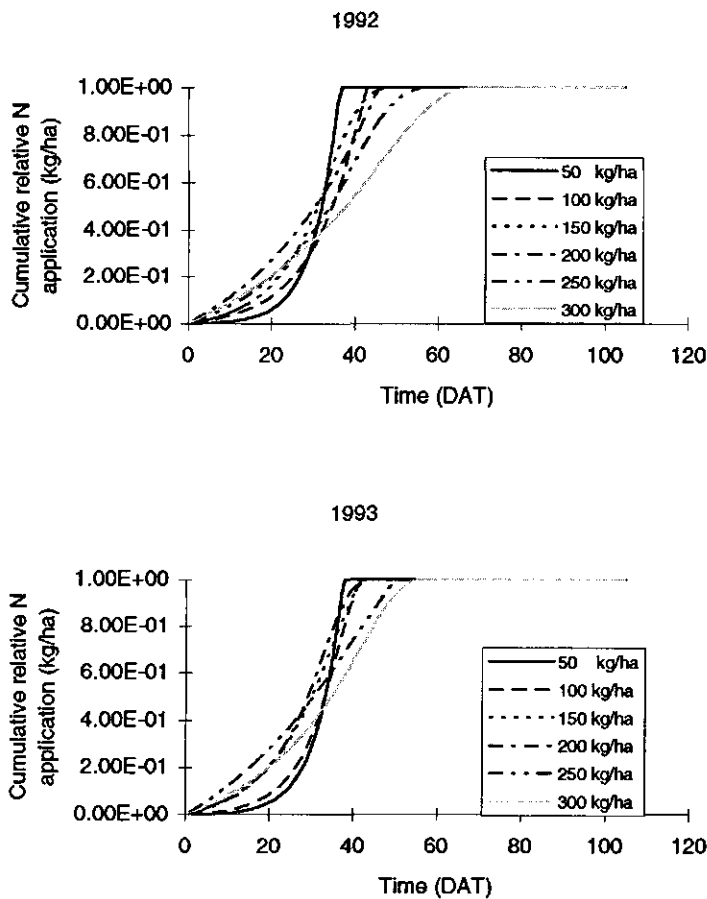 1992
Cumulative relative N
application (kg/ha)
1.00E+00
8.00E-01
6.00E-01
4.00E-01
2.00E-01
0.00E+00
0 20 40 60 80 100 120
Time (DAT)
50 kg/ha
100 kg/ha
150 kg/ha
200 kg/ha
250 kg/ha
300 kg/ha
1993
Cumulative relative N
application (kg/ha)
1.00E+00
8.00E-01
6.00E-01
4.00E-01
2.00E-01
0.00E+00
0 20 40 60 80 100 120
Time (DAT)
50 kg/ha
100 kg/ha
150 kg/ha
200 kg/ha
250 kg/ha
300 kg/ha